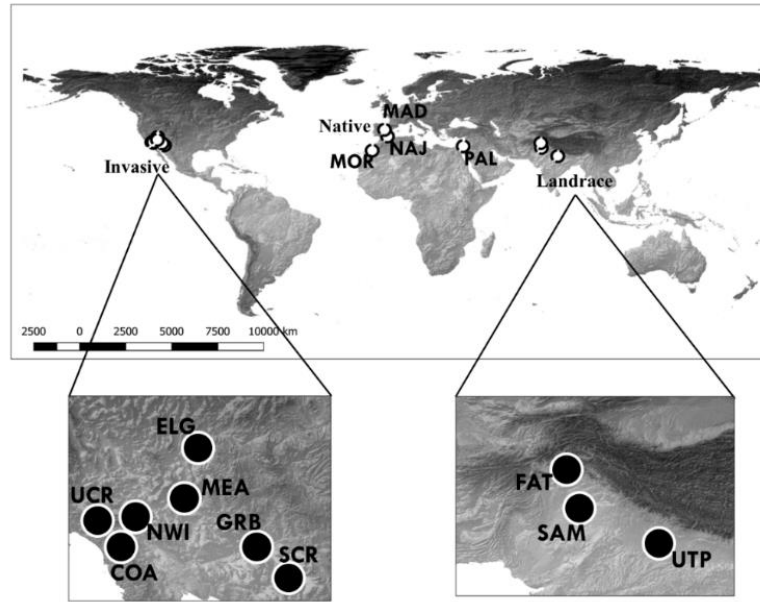 MAD
Native
MOR NAJ PAL
Invasive
Landrace
2500 0 2500 5000 7500 10000 km
ELG
UCR MEA
NWI GRB
COA SCR
FAT
SAM
UTP